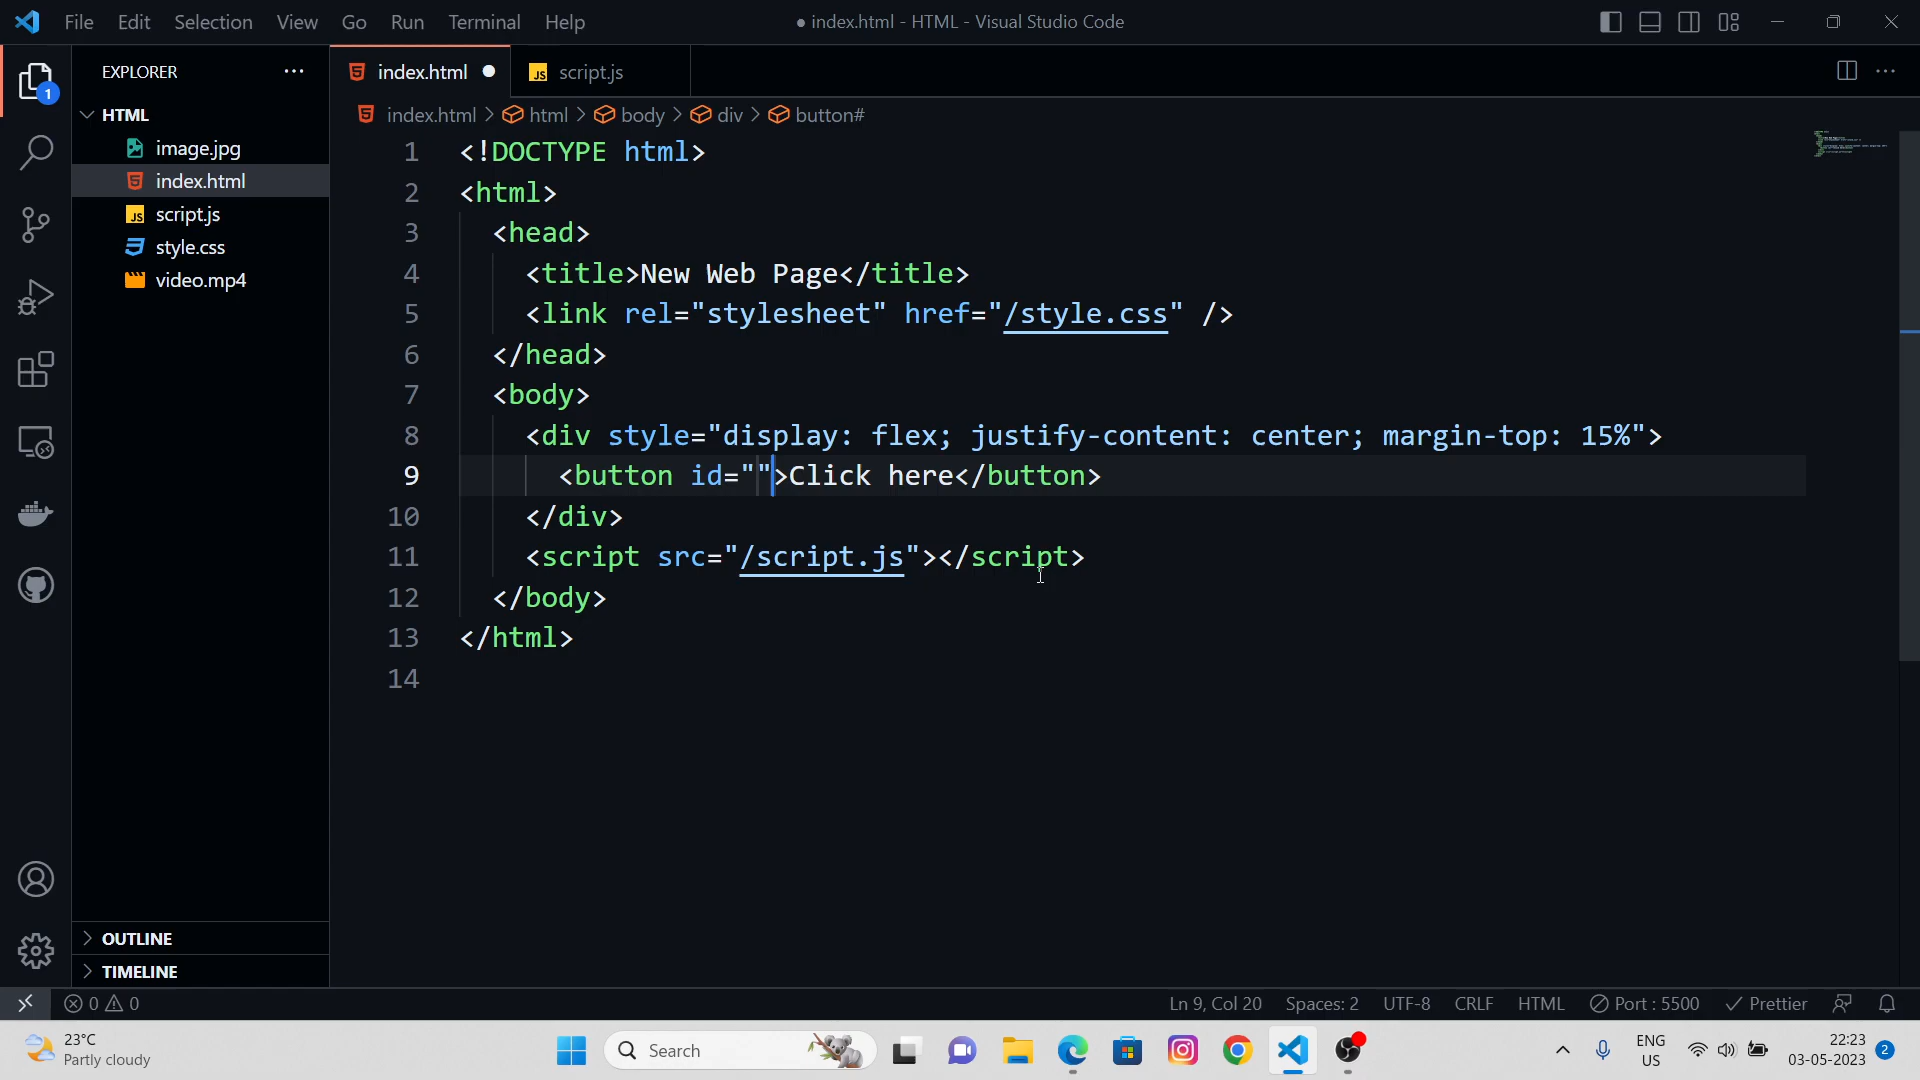 File Edit Selection View Go Run Terminal Help
● index.html - HTML - Visual Studio Code
EXPLORER
1
HTML
image.jpg
index.html
script.js
style.css
video.mp4
OUTLINE
TIMELINE
index.html ●
JS script.js
index.html > html > body > div > button#
1 <!DOCTYPE html>
2 <html>
3 <head>
4 <title>New Web Page</title>
5 <link rel="stylesheet" href="/style.css" />
6 </head>
7 <body>
8 <div style="display: flex; justify-content: center; margin-top: 15%">
9 <button id="">Click here</button>
10 </div>
11 <script src="/script.js"></script>
12 </body>
13 </html>
14
0 0
Ln 9, Col 20 Spaces: 2 UTF-8 CRLF HTML Port : 5500 Prettier
23°C
Partly cloudy
Search
ENG
US
22:23
03-05-2023
2